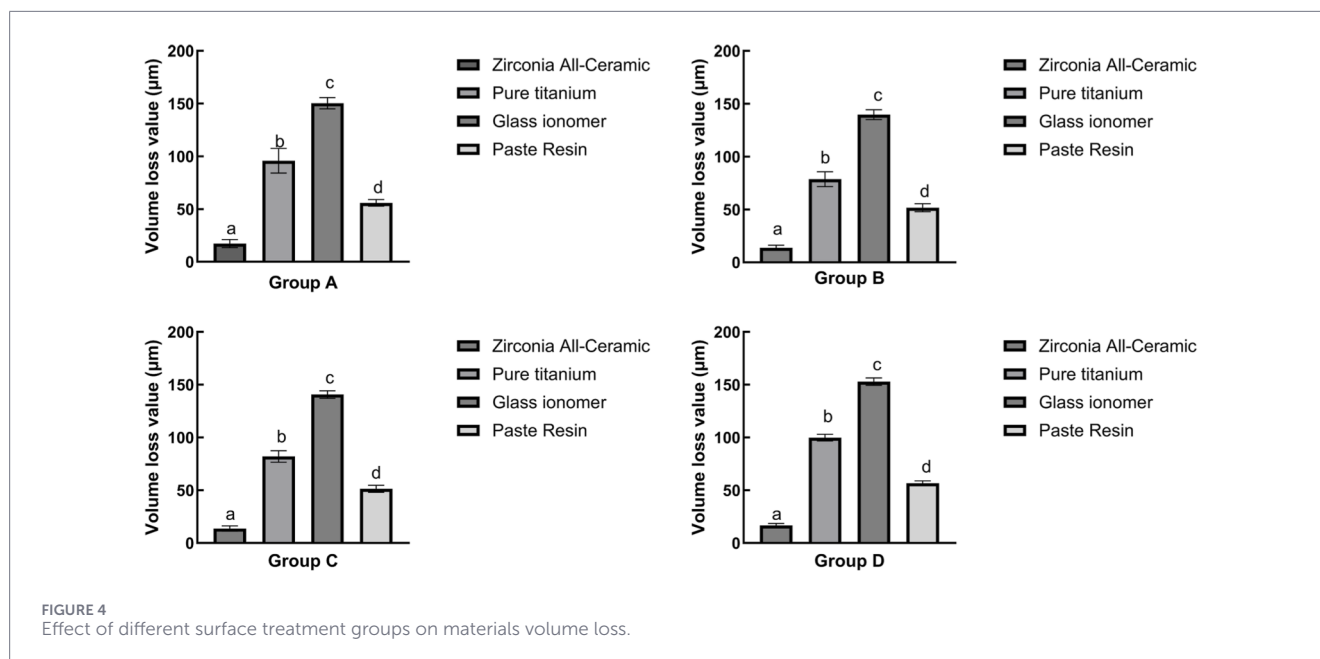 Volume loss value (μm)
200
150
100
50
0
a
b
c
d
Group A
Zirconia All-Ceramic
Pure titanium
Glass ionomer
Paste Resin
Volume loss value (μm)
200
150
100
50
0
a
b
c
d
Group B
Zirconia All-Ceramic
Pure titanium
Glass ionomer
Paste Resin
Volume loss value (μm)
200
150
100
50
0
a
b
c
d
Group C
Zirconia All-Ceramic
Pure titanium
Glass ionomer
Paste Resin
Volume loss value (μm)
200
150
100
50
0
a
b
c
d
Group D
Zirconia All-Ceramic
Pure titanium
Glass ionomer
Paste Resin
FIGURE 4
Effect of different surface treatment groups on materials volume loss.